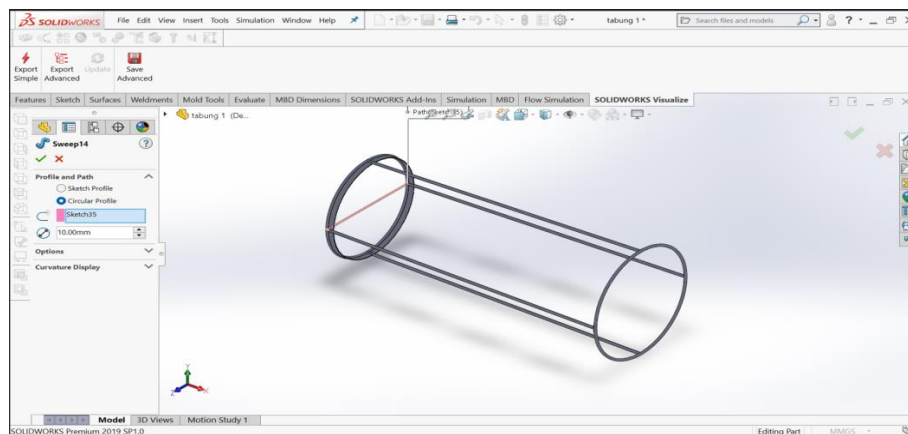 SOLIDWORKS File Edit View Insert Tools Simulation Window Help tabung 1 * Search files and models
Export Simple Export Advanced Update Save Advanced
Features Sketch Surfaces Weldments Mold Tools Evaluate MBD Dimensions SOLIDWORKS Add-Ins Simulation MBD Flow Simulation SOLIDWORKS Visualize
tabung 1 (De... Path(Sketch35)
Sweep14
Profile and Path
Sketch Profile
Circular Profile
Sketch35
10.00mm
Options
Curvature Display
Y
Z X
Model 3D Views Motion Study 1
SOLIDWORKS Premium 2019 SP1.0 Editing Part MMGS